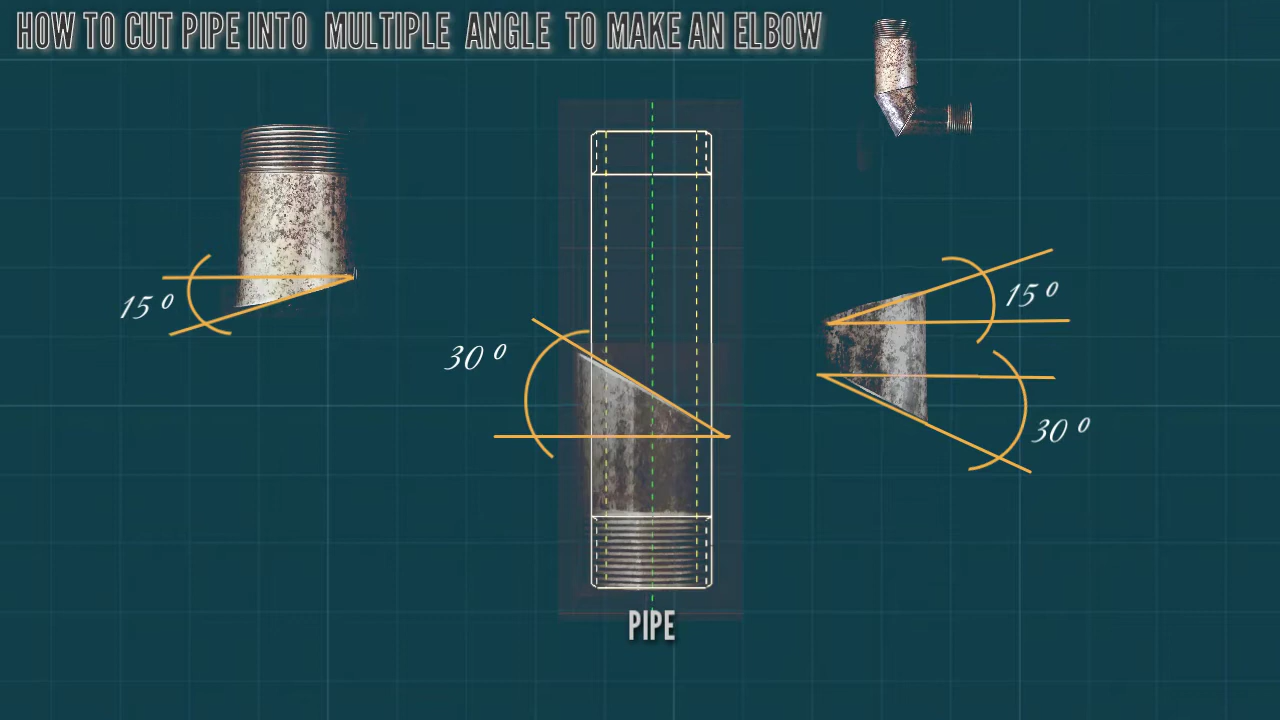 HOW TO CUT PIPE INTO MULTIPLE ANGLE TO MAKE AN ELBOW
15 º
30 º
15 º
30 º
PIPE